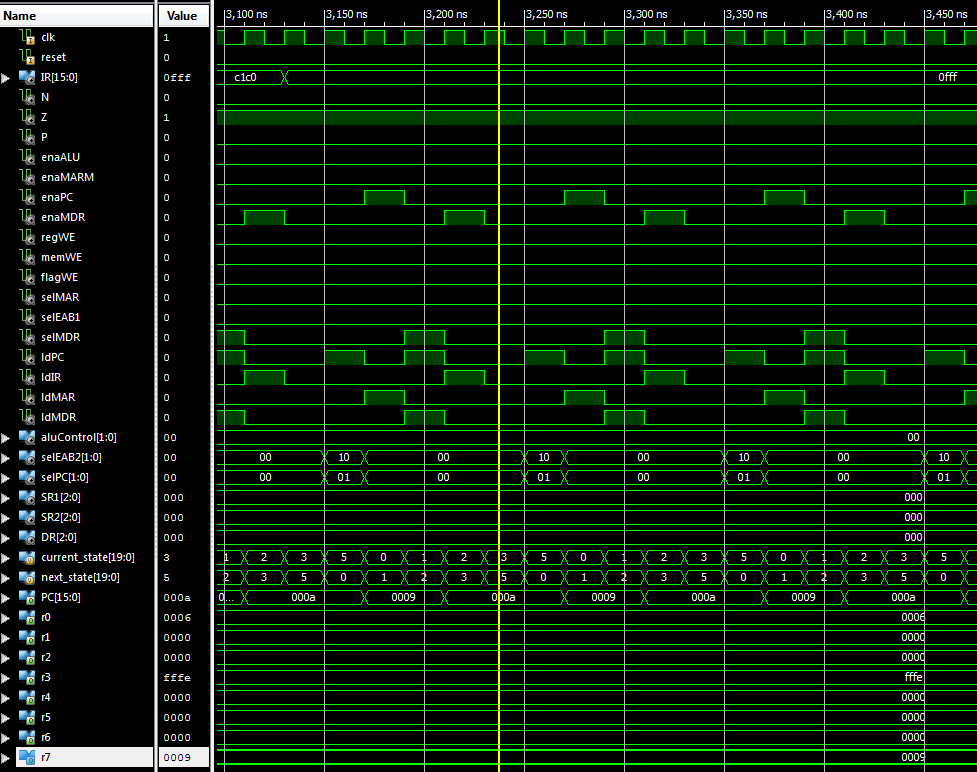 Name Value 3,100 ns 3,150 ns 3,200 ns 3,250 ns 3,300 ns 3,350 ns 3,400 ns 3,450 ns
clk 1
reset 0
IR[15:0] 0fff c1c0 0fff
N 0
Z 1
P 0
enaALU 0
enaMARM 0
enaPC 0
enaMDR 0
regWE 0
memWE 0
flagWE 0
selMAR 0
selEAB1 0
selMDR 0
ldPC 0
ldIR 0
ldMAR 0
ldMDR 0
aluControl[1:0] 00 00
selEAB2[1:0] 00 00 10 00 10 00 10 00 10
selPC[1:0] 00 00 01 00 01 00 01 00 01
SR1[2:0] 000 000
SR2[2:0] 000 000
DR[2:0] 000 000
current_state[19:0] 3 1 2 3 5 0 1 2 3 5 0 1 2 3 5 0 1 2 3 5
next_state[19:0] 5 2 3 5 0 1 2 3 5 0 1 2 3 5 0 1 2 3 5 0
PC[15:0] 000a 0... 000a 0009 000a 0009 000a 0009 000a
r0 0006 0006
r1 0000 0000
r2 0000 0000
r3 fffe fffe
r4 0000 0000
r5 0000 0000
r6 0000 0000
r7 0009 0009